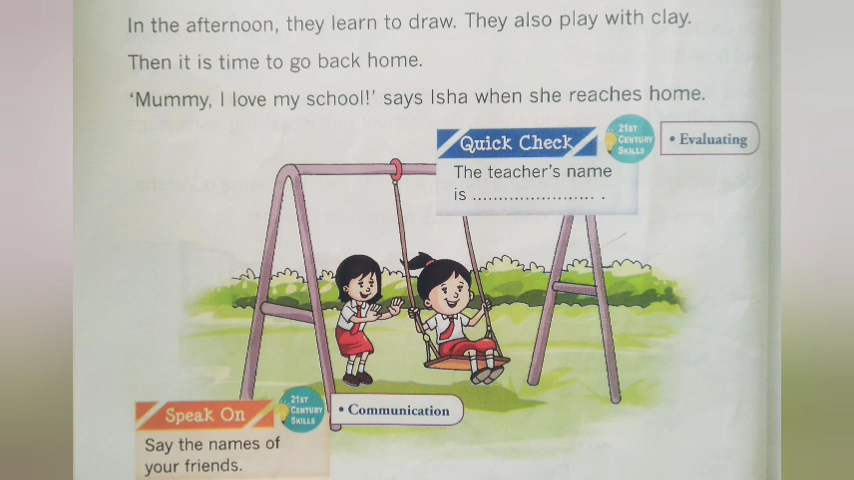 In the afternoon, they learn to draw. They also play with clay.
Then it is time to go back home.
‘Mummy, I love my school!’ says Isha when she reaches home.
Quick Check
21ST
CENTURY
SKILLS
• Evaluating
The teacher’s name
is ........................ .
Speak On
21ST
CENTURY
SKILLS
• Communication
Say the names of
your friends.